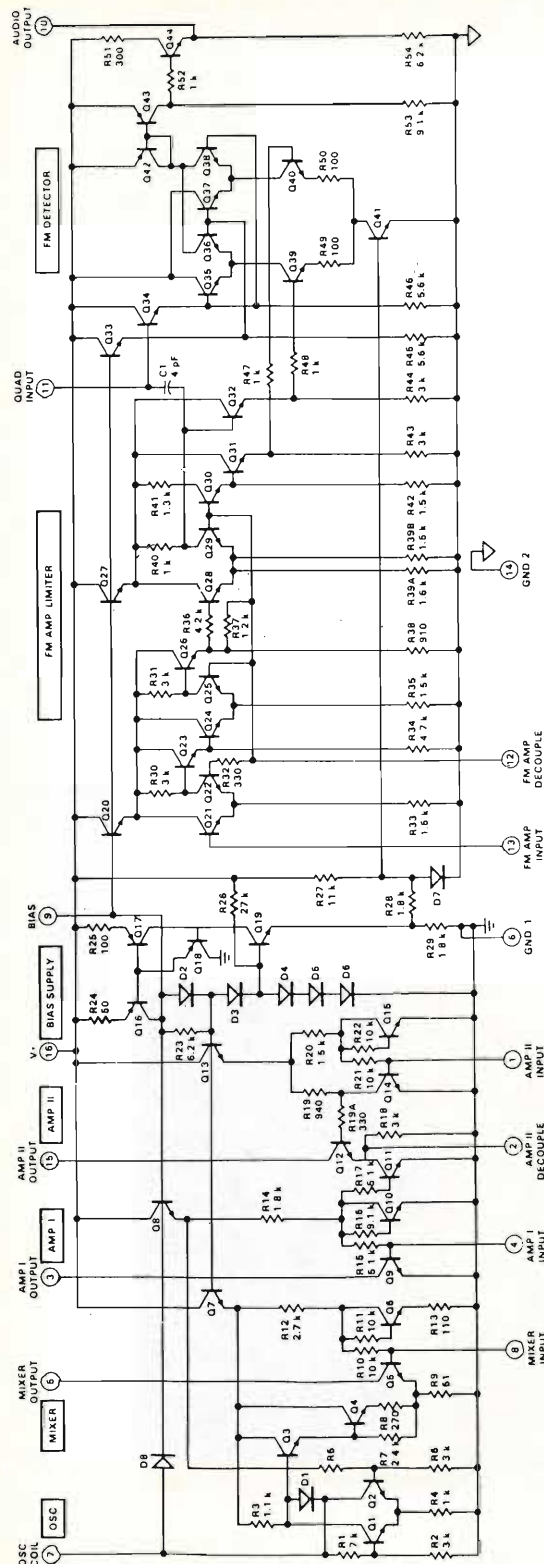 OSC COIL
7
MIXER OUTPUT
AMP I OUTPUT
3
AMP II OUTPUT
15
16
BIAS
9
QUAD INPUT
11
AUDIO OUTPUT
10
OSC
MIXER
AMP I
AMP II
BIAS SUPPLY
FM AMP LIMITER
FM DETECTOR
R24
50
R25
100
R51
300
D8
Q8
Q16
Q17
Q18
Q20
Q27
Q33
Q34
Q42
Q43
Q44
R52
1 k
C1
4 pF
D2
R23
6.2 k
Q7
Q13
D3
R26
27 k
Q19
R30
3 k
Q23
R31
3 k
Q26
R40
1 k
R41
1.3 k
Q35
Q36
Q37
Q38
R3
1.1 k
Q3
R12
2.7 k
R14
1.8 k
R19
940
R20
1.5 k
R19A
330
Q12
D4
D5
D6
Q21
Q22
R32
330
Q24
Q25
R36
4.2 k
R37
1.2 k
Q28
Q29
Q30
Q31
Q32
R47
1 k
R48
1 k
Q39
Q40
R49
100
R50
100
Q41
D1
Q4
R10
10 k
R11
10 k
Q5
Q6
R15
5.1 k
R16
9.1 k
R17
5.1 k
Q9
Q10
Q11
R18
3 k
R21
10 k
R22
10 k
Q14
Q15
R27
11 k
R28
1.8 k
D7
R1
7 k
Q1
Q2
R7
R8
270
R2
3 k
R4
1 k
R6
3 k
R9
51
R13
110
R29
1.8 k
R33
1.6 k
R34
4.7 k
R35
1.5 k
R38
910
R39A
1.6 k
R39B
1.6 k
R42
1.5 k
R43
3 k
R44
3 k
R45
5.6 k
R46
5.6 k
R53
9.1 k
R54
6.2 k
8
MIXER INPUT
4
AMP I INPUT
2
AMP II DECOUPLE
1
AMP II INPUT
6
GND 1
13
FM AMP INPUT
12
FM AMP DECOUPLE
14
GND 2